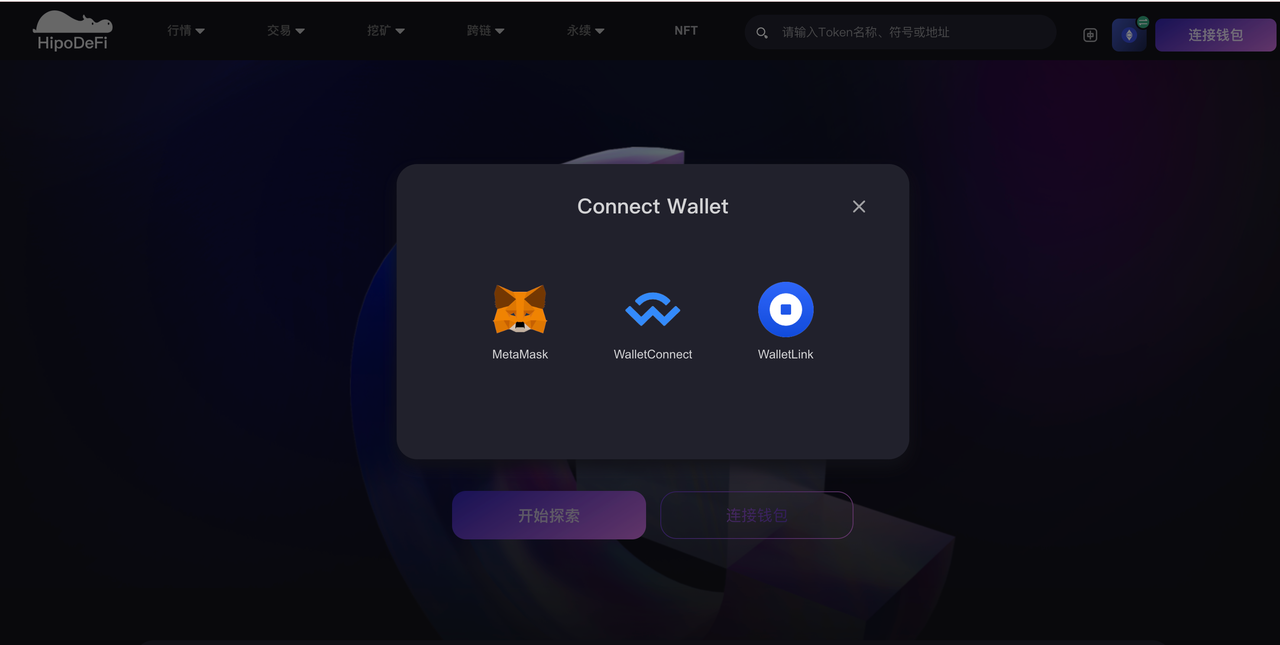 HipoDeFi
行情
交易
挖矿
跨链
永续
NFT
请输入Token名称、符号或地址
中
连接钱包
Connect Wallet
MetaMask
WalletConnect
WalletLink
开始探索
连接钱包